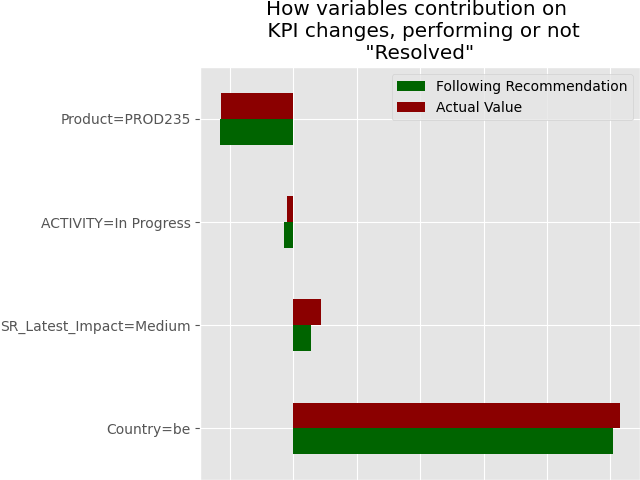 How variables contribution on
KPI changes, performing or not
"Resolved"
Following Recommendation
Actual Value
Product=PROD235
ACTIVITY=In Progress
SR_Latest_Impact=Medium
Country=be